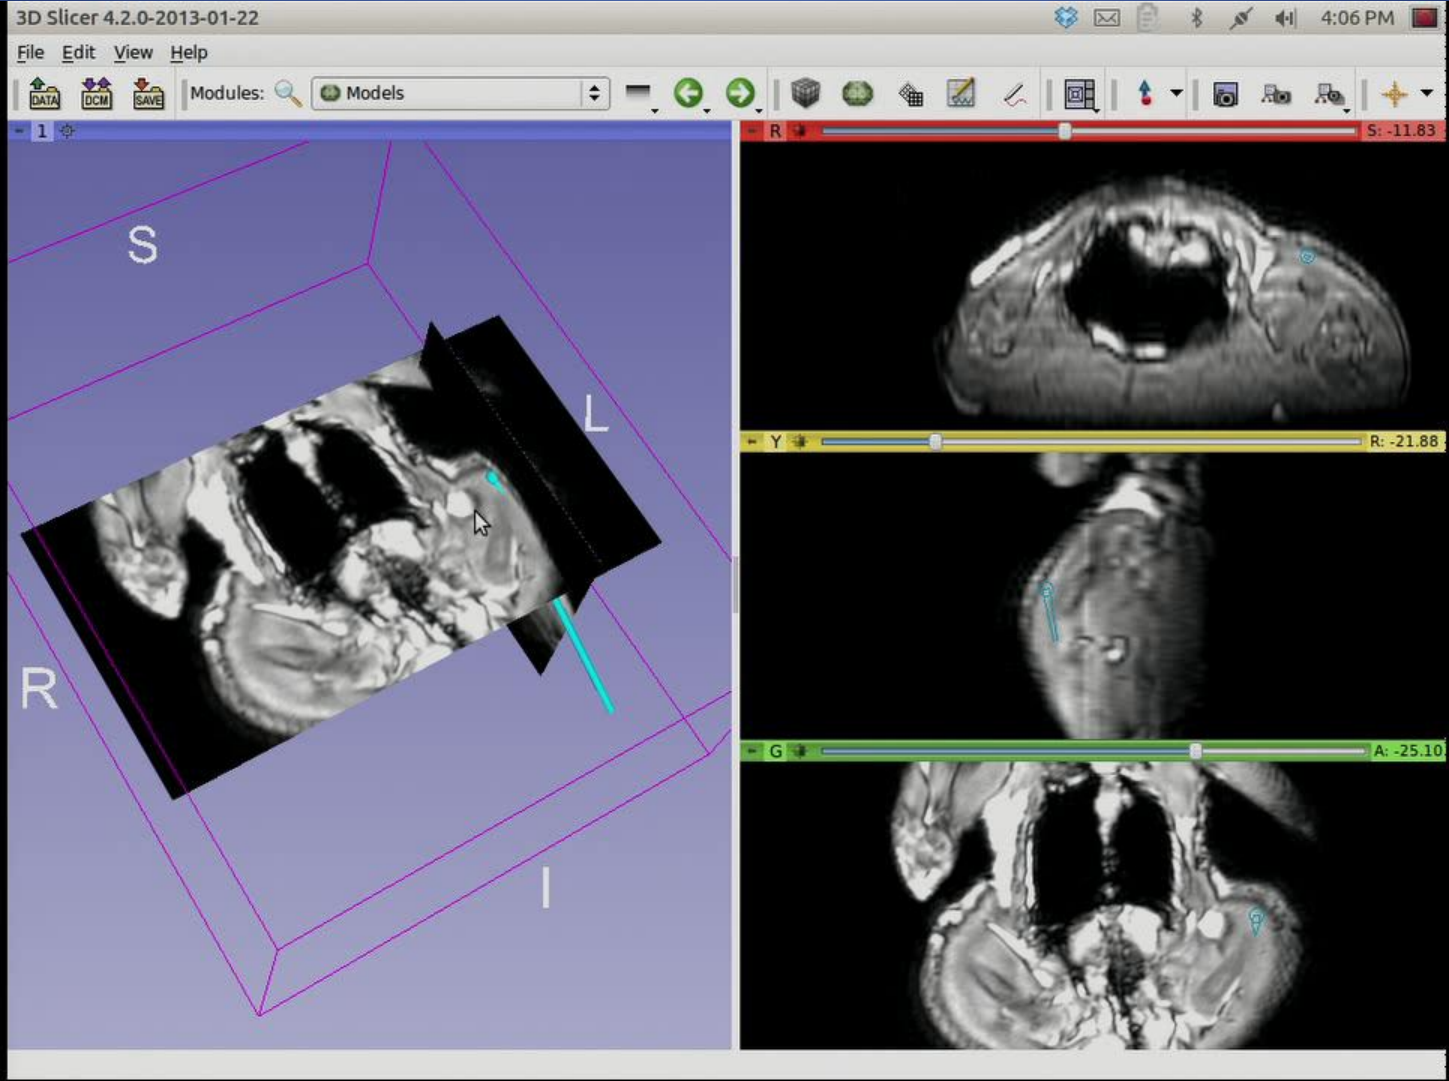 3D Slicer 4.2.0-2013-01-22
4:06 PM
File Edit View Help
DATA DCM SAVE Modules: Models
1
R S: -11.83
S
L
Y R: -21.88
R
G A: -25.10
I